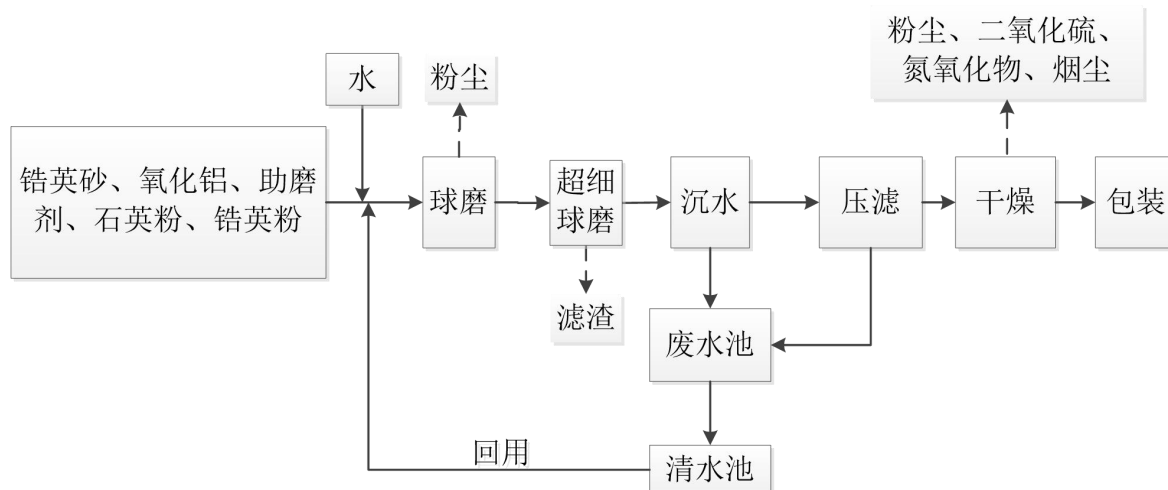 粉尘、二氧化硫、
氮氧化物、烟尘
水
粉尘
锆英砂、氧化铝、助磨
剂、石英粉、锆英粉
球磨
超细
球磨
沉水
压滤
干燥
包装
滤渣
废水池
回用
清水池